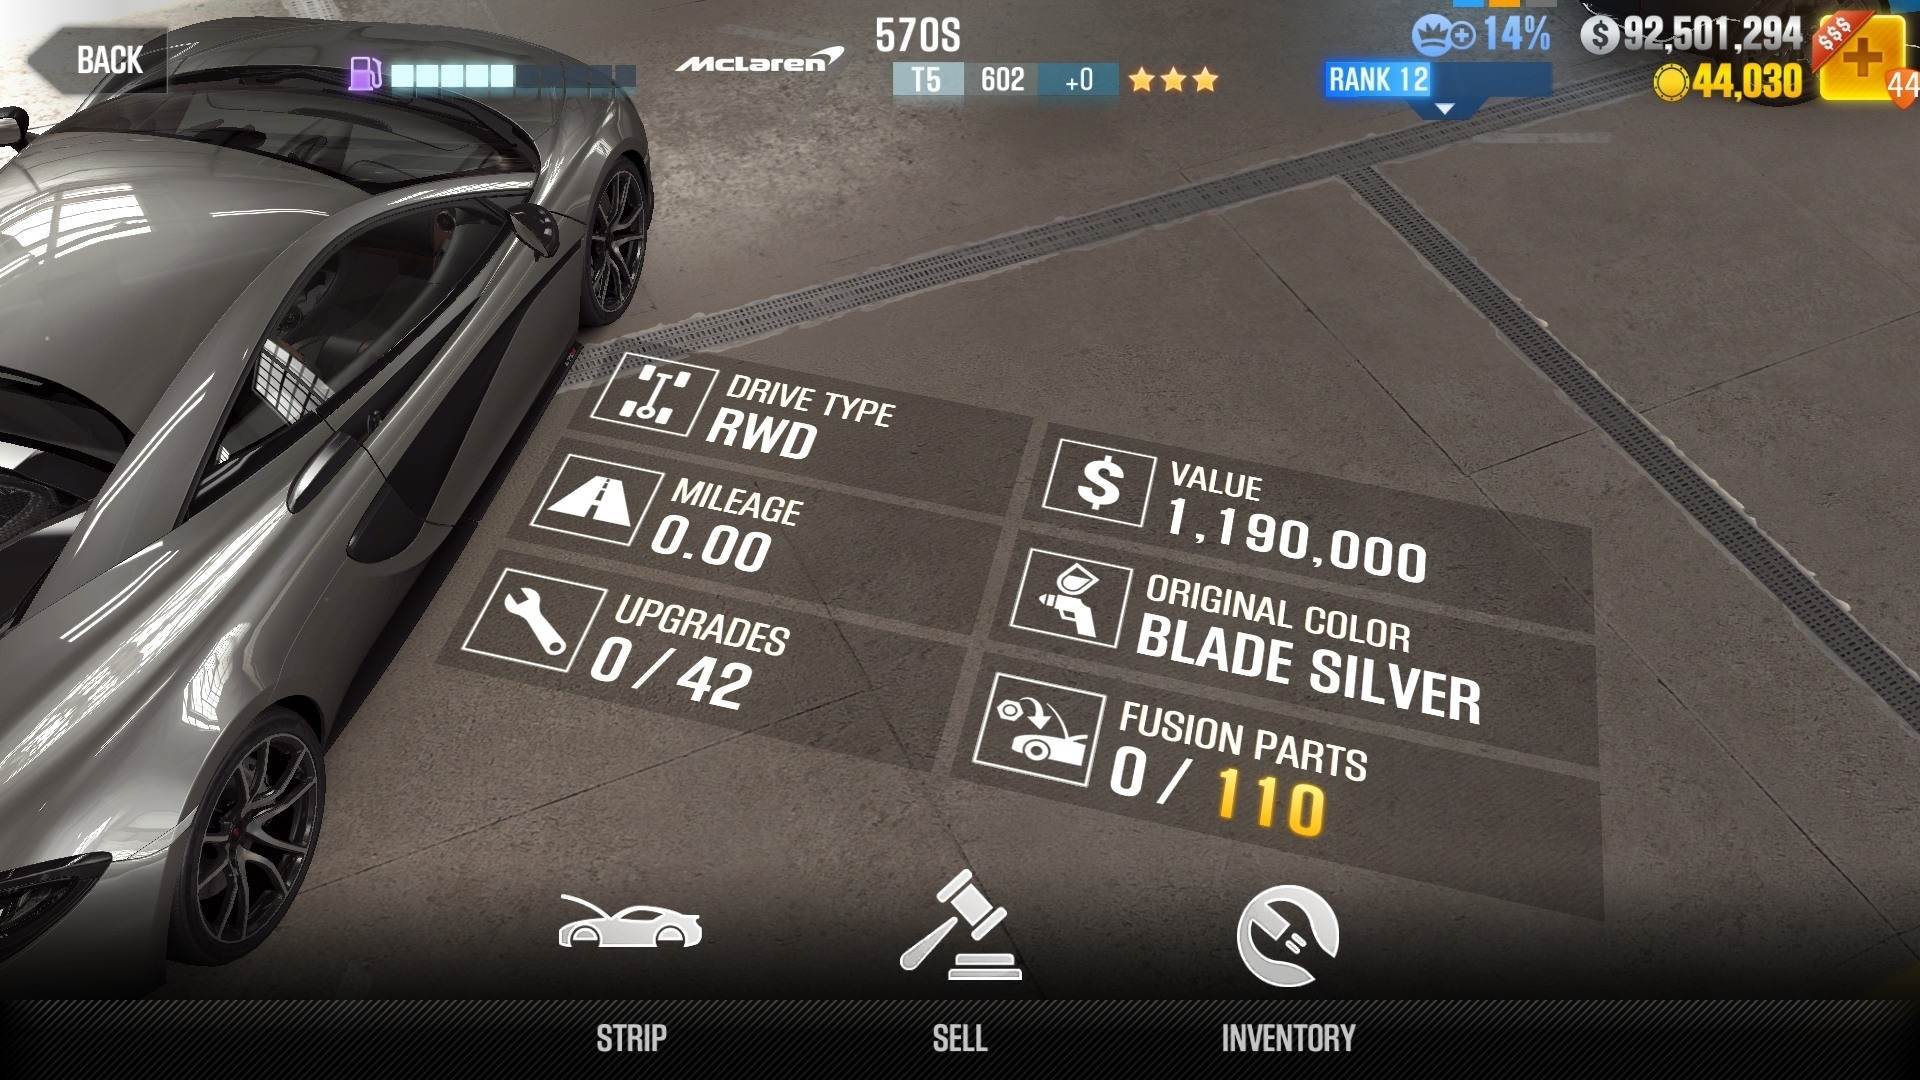 BACK
McLaren
570S
T5 602 +0
RANK 12
14%
$ 92,501,294
44,030
$$$
44
DRIVE TYPE
RWD
MILEAGE
0.00
UPGRADES
0 / 42
$ VALUE
1,190,000
ORIGINAL COLOR
BLADE SILVER
FUSION PARTS
0 / 110
STRIP
SELL
INVENTORY